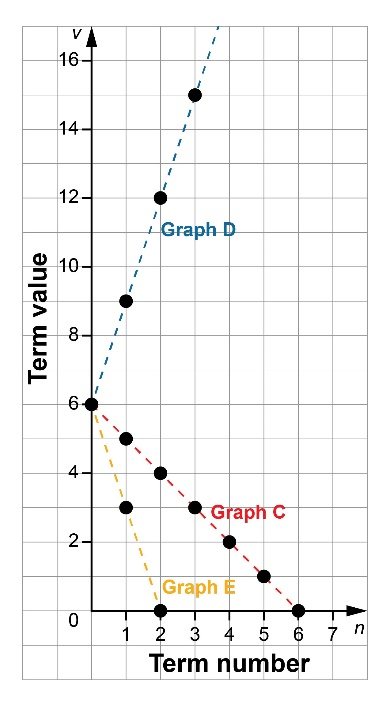 v
16
14
12
Graph D
10
8
Term value
6
4
Graph C
2
Graph E
0
1 2 3 4 5 6 7 n
Term number